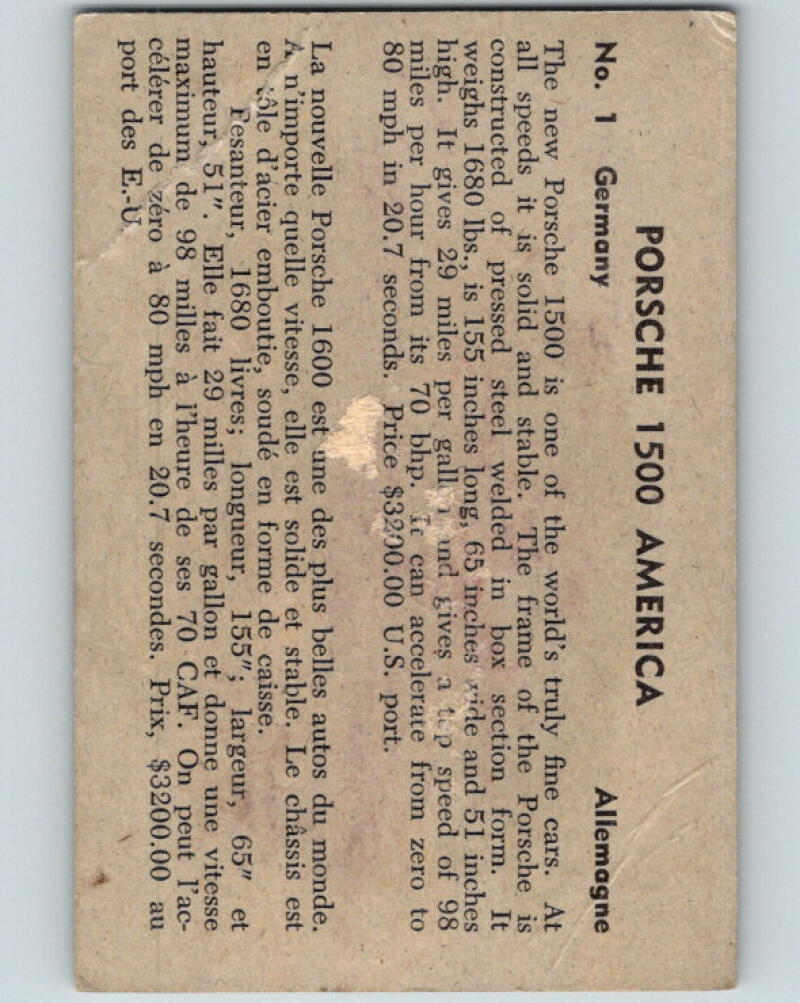 PORSCHE 1500 AMERICA
No. 1 Germany Allemagne
The new Porsche 1500 is one of the world's truly fine cars. At
all speeds it is solid and stable. The frame of the Porsche is
constructed of pressed steel welded in box section form. It
weighs 1680 lbs., is 155 inches long, 65 inches wide and 51 inches
high. It gives 29 miles per gallon and gives a top speed of 98
miles per hour from its 70 bhp. It can accelerate from zero to
80 mph in 20.7 seconds. Price $3200.00 U.S. port.
La nouvelle Porsche 1600 est une des plus belles autos du monde.
A n'importe quelle vitesse, elle est solide et stable. Le châssis est
en tôle d'acier emboutie, soudé en forme de caisse.
Pesanteur, 1680 livres; longueur, 155"; largeur, 65" et
hauteur, 51". Elle fait 29 milles par gallon et donne une vitesse
maximum de 98 milles à l'heure de ses 70 CAF. On peut l'ac-
célérer de zéro à 80 mph en 20.7 secondes. Prix, $3200.00 au
port des E.-U.